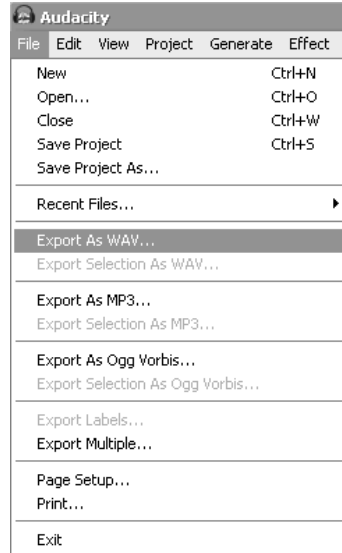 Audacity
File Edit View Project Generate Effect
New Ctrl+N
Open... Ctrl+O
Close Ctrl+W
Save Project Ctrl+S
Save Project As...
Recent Files...
Export As WAV...
Export Selection As WAV...
Export As MP3...
Export Selection As MP3...
Export As Ogg Vorbis...
Export Selection As Ogg Vorbis...
Export Labels...
Export Multiple...
Page Setup...
Print...
Exit